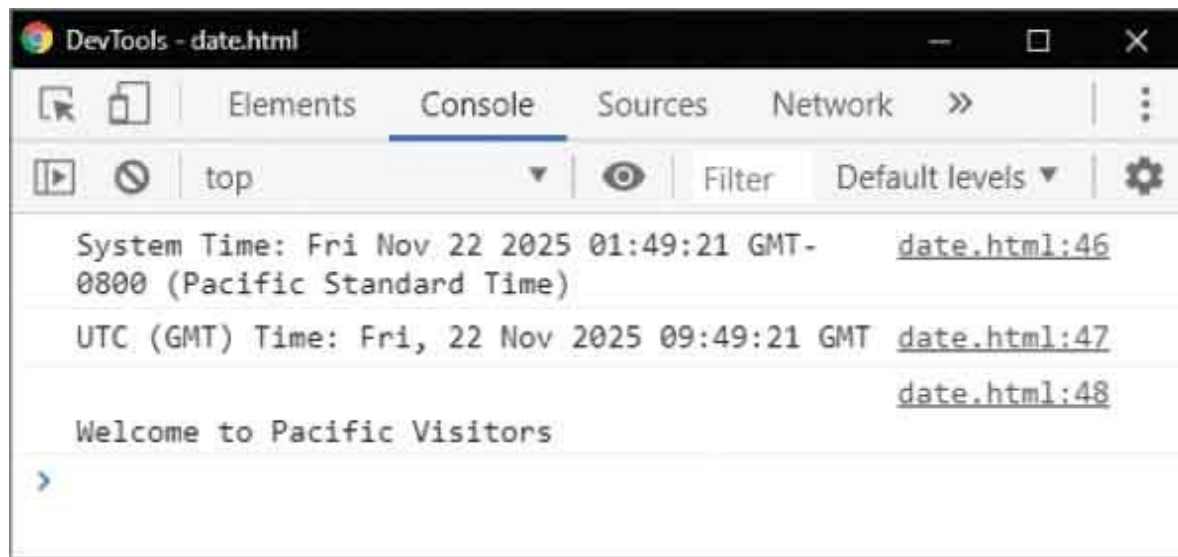 DevTools - date.html
Elements Console Sources Network »
top Filter Default levels
System Time: Fri Nov 22 2025 01:49:21 GMT- date.html:46
0800 (Pacific Standard Time)
UTC (GMT) Time: Fri, 22 Nov 2025 09:49:21 GMT date.html:47
date.html:48
Welcome to Pacific Visitors
>